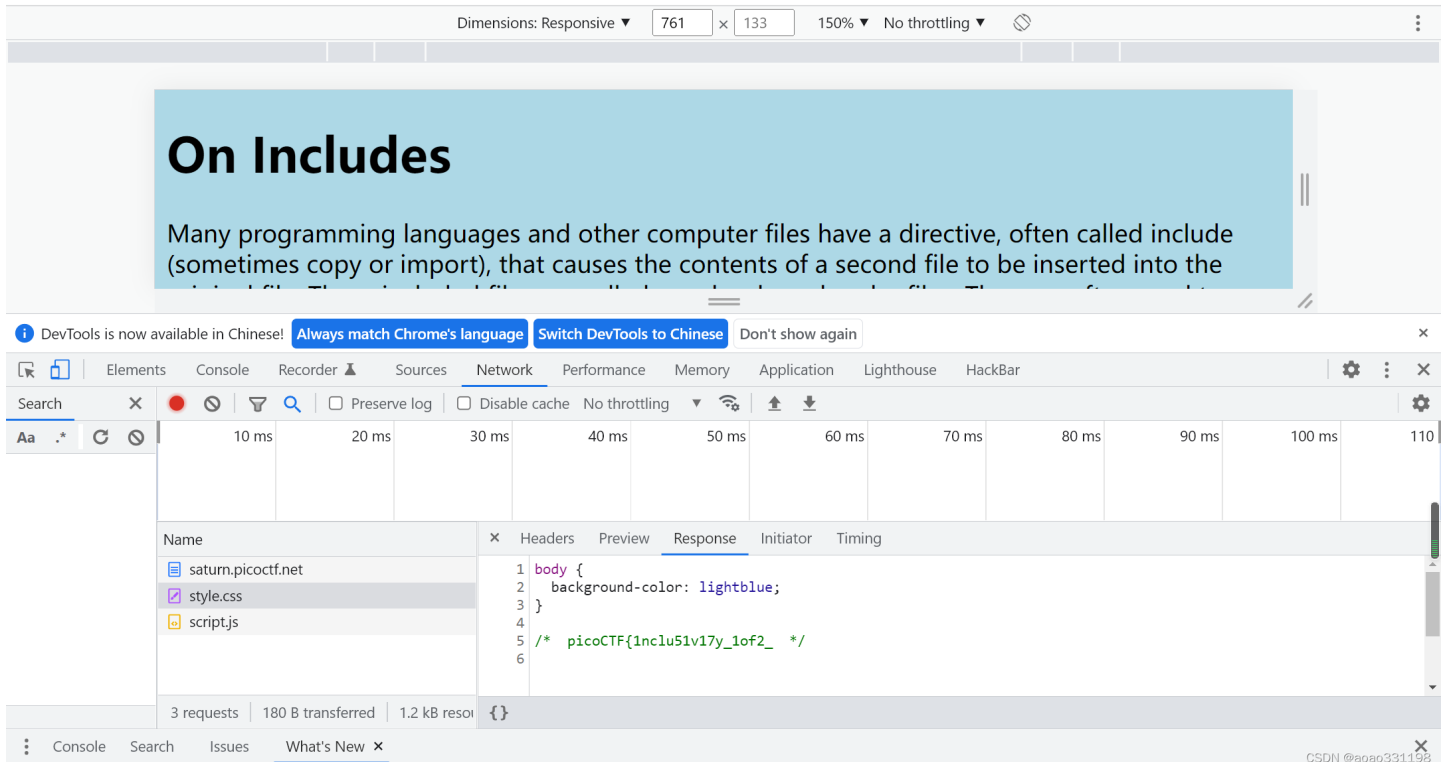 Dimensions: Responsive ▼ 761 × 133 150% ▼ No throttling ▼
On Includes
Many programming languages and other computer files have a directive, often called include
(sometimes copy or import), that causes the contents of a second file to be inserted into the
DevTools is now available in Chinese! Always match Chrome's language Switch DevTools to Chinese Don't show again ×
Elements Console Recorder Sources Network Performance Memory Application Lighthouse HackBar
Search Preserve log Disable cache No throttling ▼
Aa .*
10 ms 20 ms 30 ms 40 ms 50 ms 60 ms 70 ms 80 ms 90 ms 100 ms 110
Name × Headers Preview Response Initiator Timing
saturn.picoctf.net
style.css
script.js
1 body {
2 background-color: lightblue;
3 }
4
5 /* picoCTF{1nclu51v17y_1of2_ */
6
3 requests 180 B transferred 1.2 kB resou {}
Console Search Issues What's New ×
CSDN @aoao331198